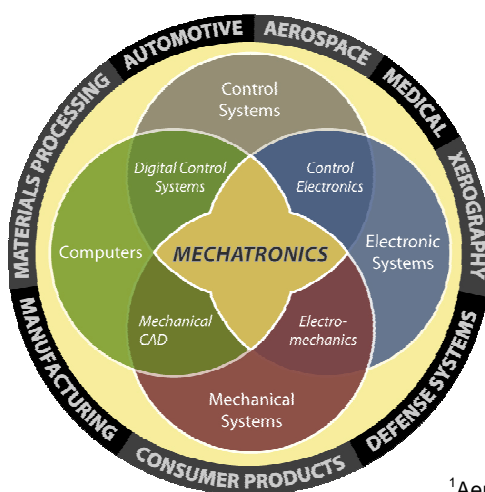 AUTOMOTIVE
AEROSPACE
MEDICAL
XEROGRAPHY
DEFENSE SYSTEMS
CONSUMER PRODUCTS
MANUFACTURING
MATERIALS PROCESSING
Control
Systems
Digital Control
Systems
Control
Electronics
Computers
MECHATRONICS
Electronic
Systems
Mechanical
CAD
Electro-
mechanics
Mechanical
Systems